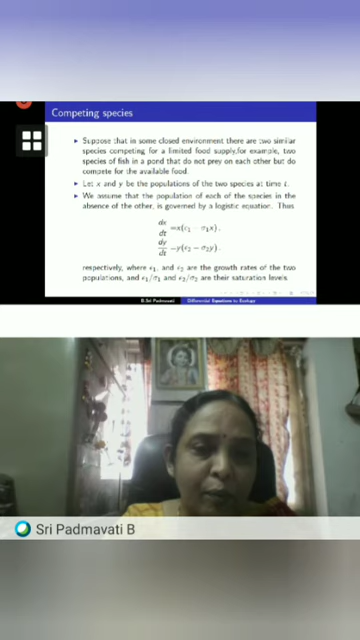 Competing species
Suppose that in some closed environment there are two similar
species competing for a limited food supply,for example, two
species of fish in a pond that do not prey on each other but do
compete for the available food.
Let x and y be the populations of the two species at time t.
We assume that the population of each of the species in the
absence of the other, is governed by a logistic equation. Thus
dx/dt = x(ϵ₁ − σ₁x),
dy/dt = y(ϵ₂ − σ₂y),
respectively, where ϵ₁, and ϵ₂ are the growth rates of the two
populations, and ϵ₁/σ₁ and ϵ₂/σ₂ are their saturation levels.
B.Sri Padmavati Differential Equations to Ecology
Sri Padmavati B